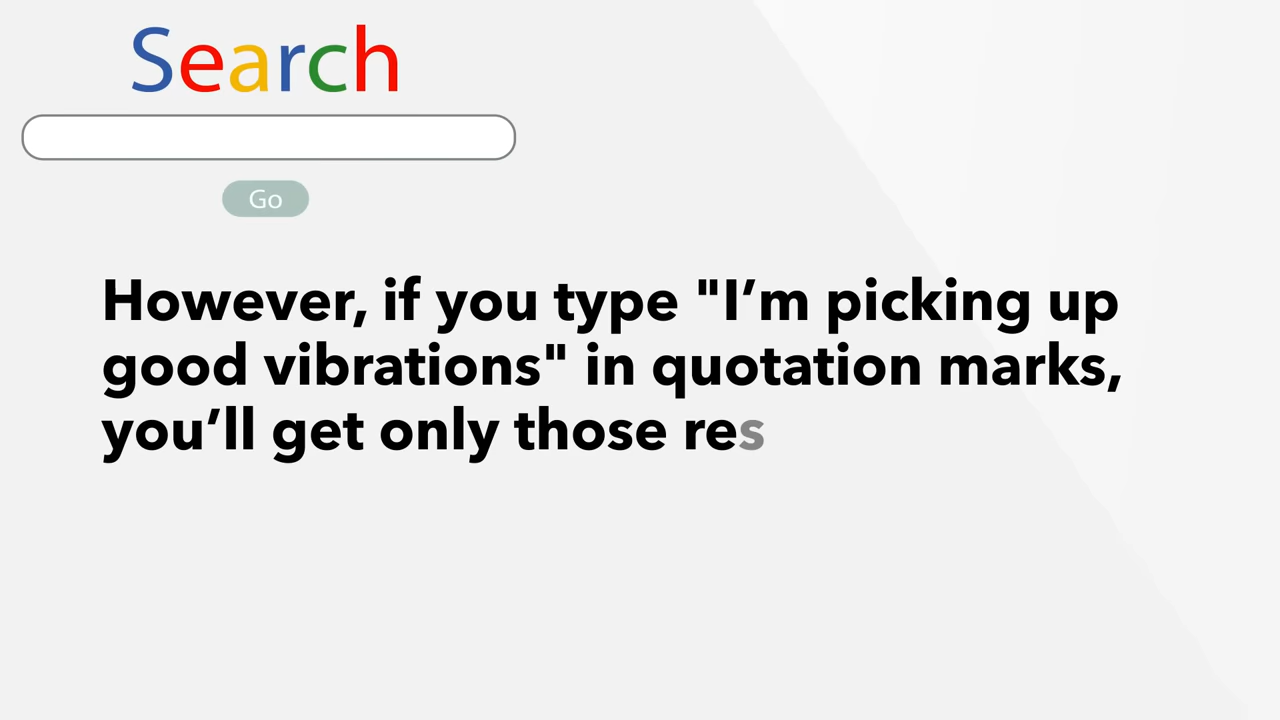 Search
Go
However, if you type "I’m picking up
good vibrations" in quotation marks,
you’ll get only those res